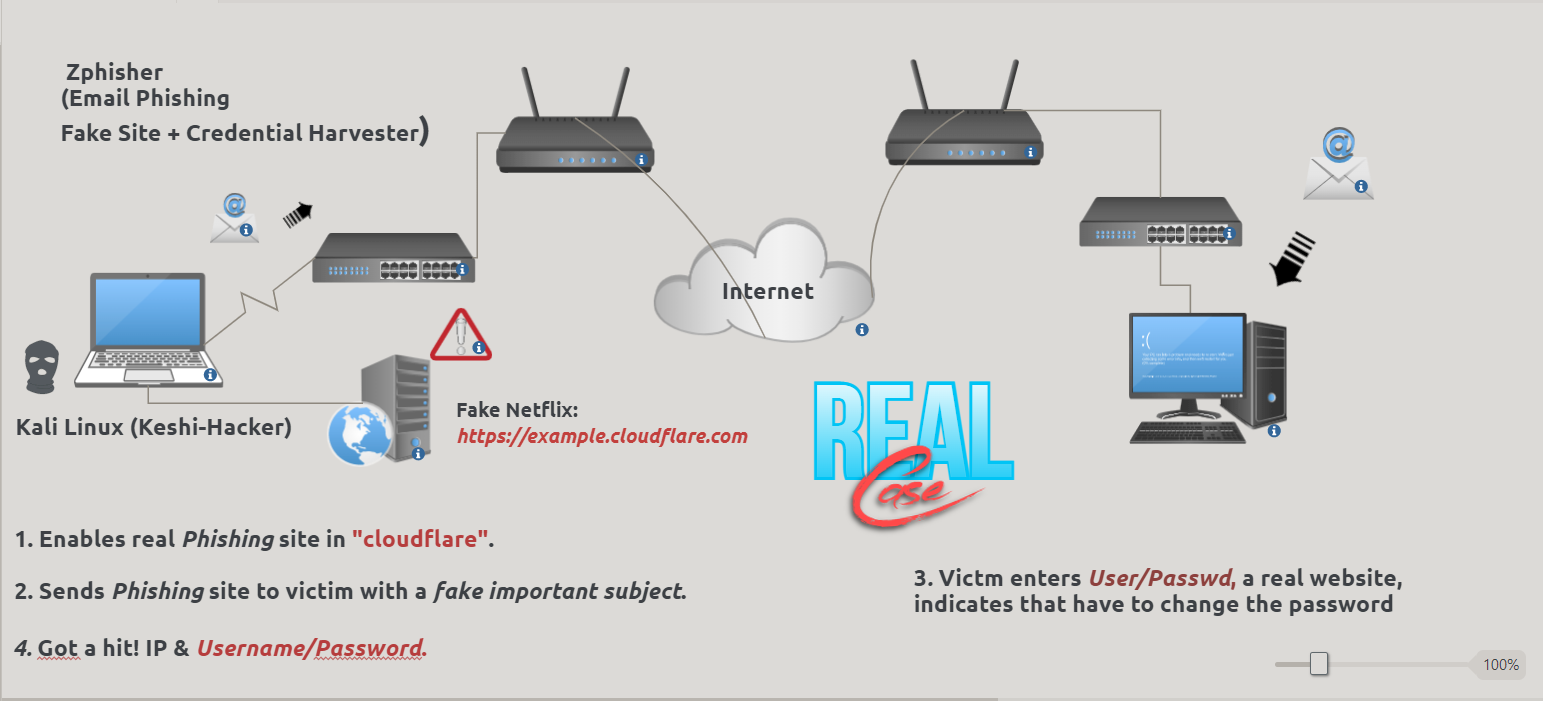 Zphisher
(Email Phishing
Fake Site + Credential Harvester)
Internet
Kali Linux (Keshi-Hacker)
Fake Netflix:
https://example.cloudflare.com
REAL
Case
:(
1. Enables real Phishing site in "cloudflare".
2. Sends Phishing site to victim with a fake important subject.
4. Got a hit! IP & Username/Password.
3. Victm enters User/Passwd, a real website,
indicates that have to change the password
100%